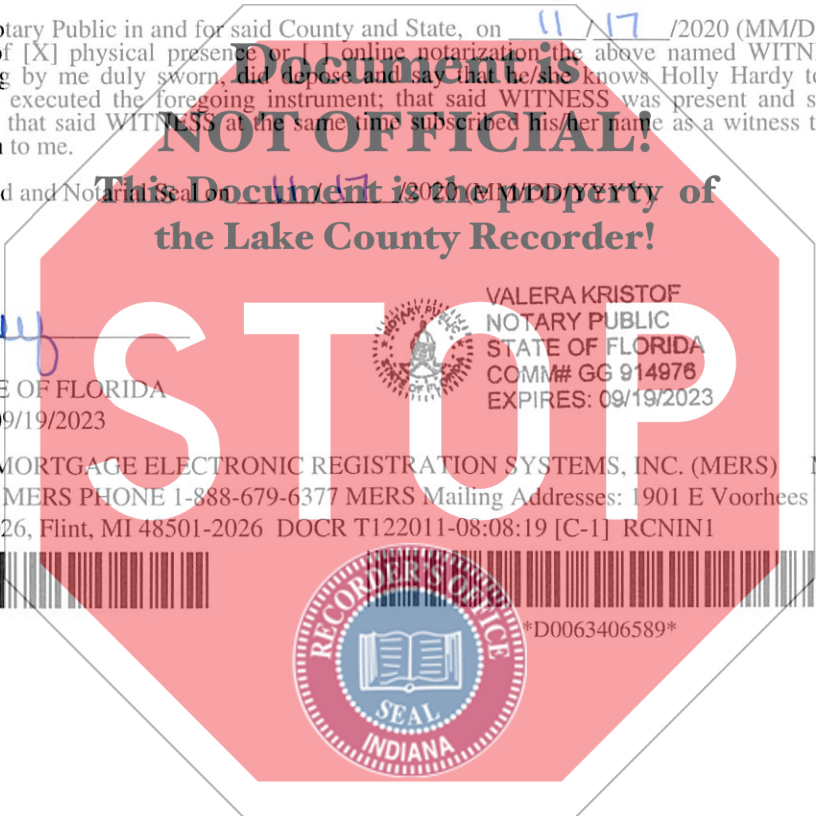 tary Public in and for said County and State, on 11/17/2020 (MM/D
f [X] physical presence or [ ] online notarization the above named WITN
g by me duly sworn, did depose and say that he/she knows Holly Hardy to
executed the foregoing instrument; that said WITNESS was present and s
that said WITNESS at the same time subscribed his/her name as a witness t
to me.
d and Notarial Seal on 11/17/2020 (MM/DD/YYYY).
Document is
NOT OFFICIAL!
This Document is the property of
the Lake County Recorder!
STOP
NOTARY PUBLIC
STATE OF FLORIDA
VALERA KRISTOF
NOTARY PUBLIC
STATE OF FLORIDA
COMM# GG 914976
EXPIRES: 09/19/2023
E OF FLORIDA
09/19/2023
MORTGAGE ELECTRONIC REGISTRATION SYSTEMS, INC. (MERS)
MERS PHONE 1-888-679-6377 MERS Mailing Addresses: 1901 E Voorhees
26, Flint, MI 48501-2026 DOCR T122011-08:08:19 [C-1] RCNIN1
*D0063406589*
RECORDER'S OFFICE
SEAL
INDIANA